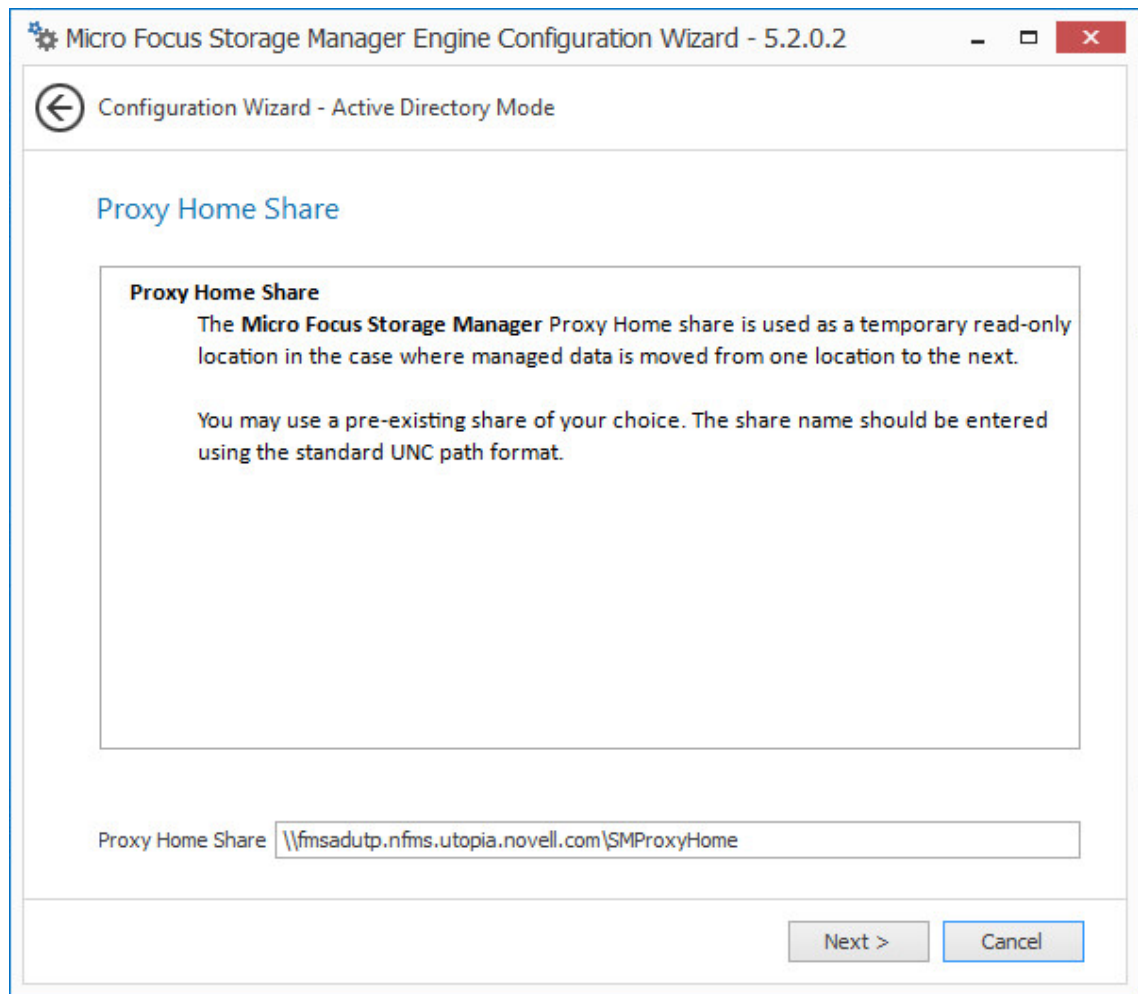 Micro Focus Storage Manager Engine Configuration Wizard - 5.2.0.2
Configuration Wizard - Active Directory Mode
Proxy Home Share
Proxy Home Share
The Micro Focus Storage Manager Proxy Home share is used as a temporary read-only
location in the case where managed data is moved from one location to the next.
You may use a pre-existing share of your choice. The share name should be entered
using the standard UNC path format.
Proxy Home Share \\fmsadutp.nfms.utopia.novell.com\SMProxyHome
Next > Cancel